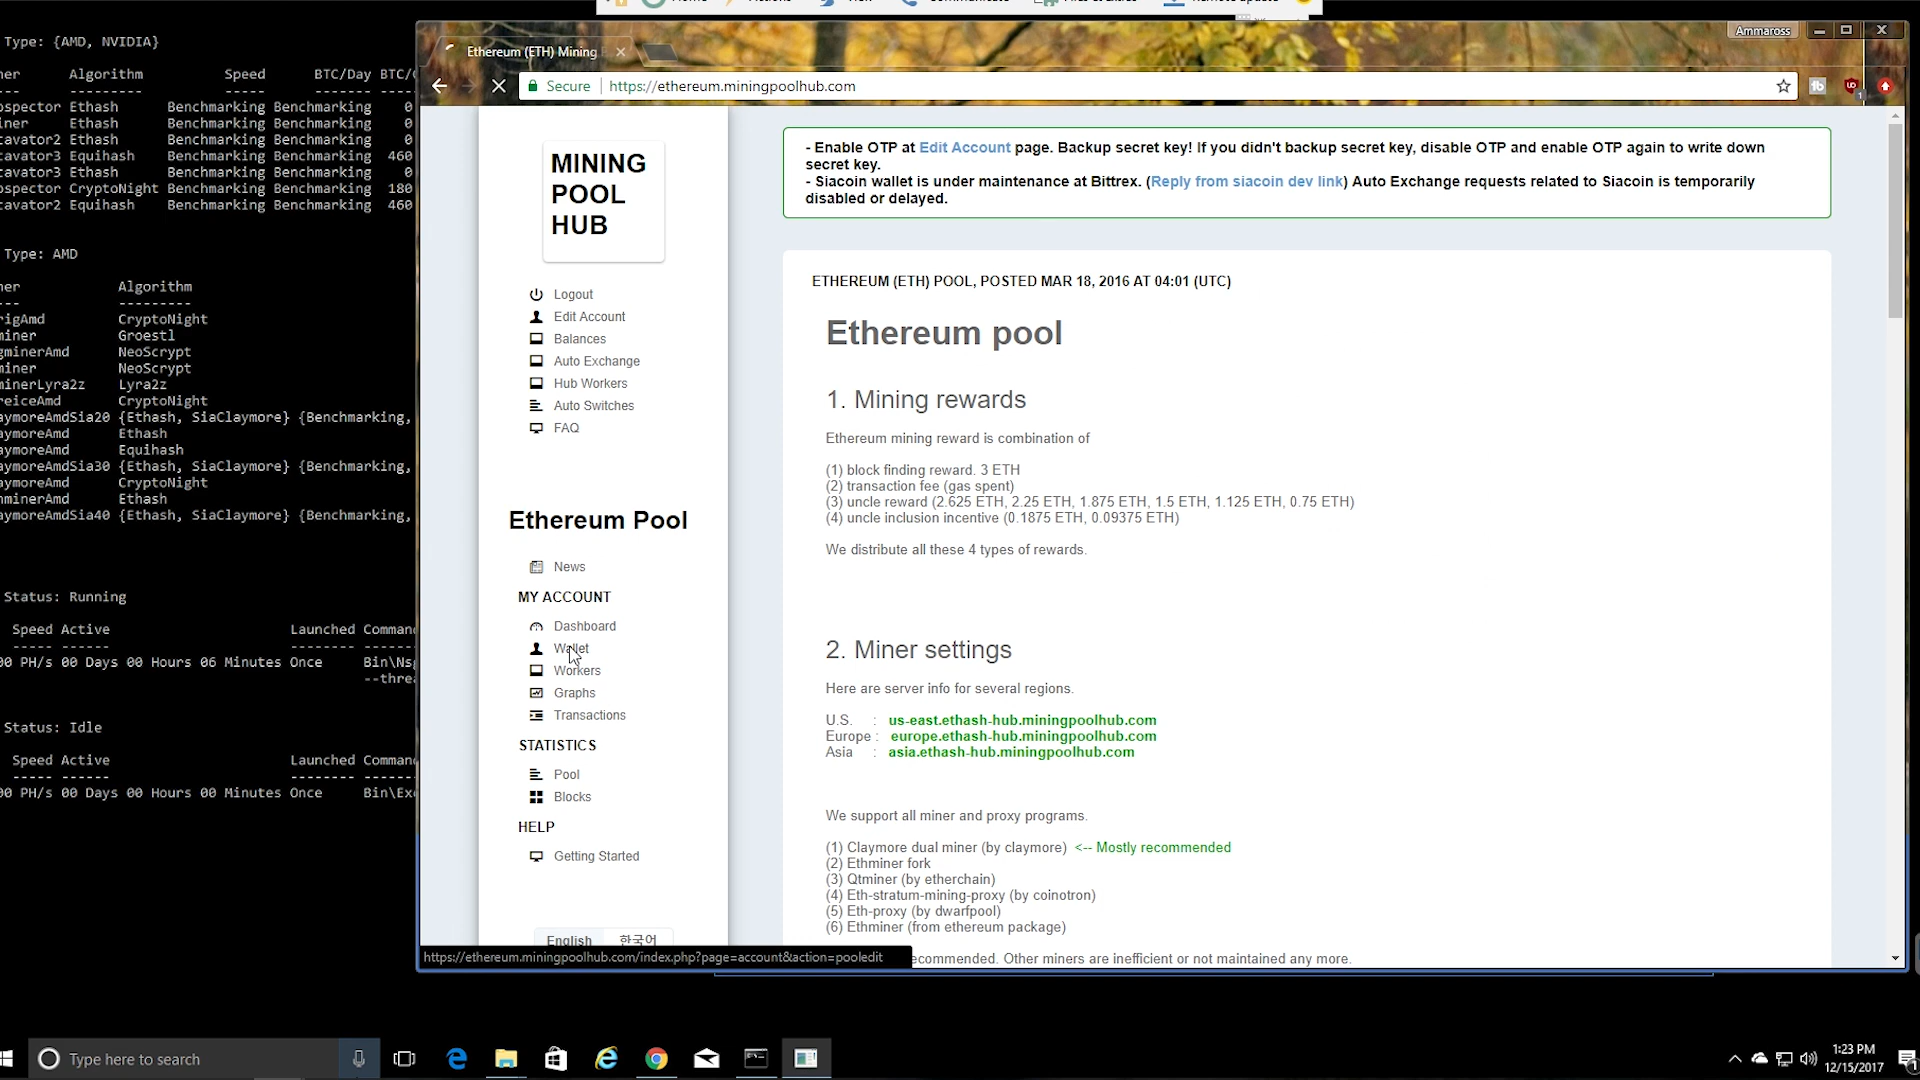 Type: {AMD, NVIDIA}
Algorithm Speed BTC/Day
Ethash Benchmarking Benchmarking 0
Ethash Benchmarking Benchmarking 0
Ethash Benchmarking Benchmarking 0
Equihash Benchmarking Benchmarking 460
Ethash Benchmarking Benchmarking 0
CryptoNight Benchmarking Benchmarking 180
Equihash Benchmarking Benchmarking 460
Type: AMD
Algorithm
CryptoNight
Groestl
NeoScrypt
NeoScrypt
Lyra2z
CryptoNight
aymoreAmdSia20 {Ethash, SiaClaymore} {Benchmarking,
aymoreAmd Ethash
aymoreAmd Equihash
aymoreAmdSia30 {Ethash, SiaClaymore} {Benchmarking,
aymoreAmd CryptoNight
Ethash
aymoreAmdSia40 {Ethash, SiaClaymore} {Benchmarking,
Status: Running
Speed Active Launched Comman
00 PH/s 00 Days 00 Hours 06 Minutes Once Bin\Ns
--thre
Status: Idle
Speed Active Launched Comman
00 PH/s 00 Days 00 Hours 00 Minutes Once Bin\Ex
Ammaross
Ethereum (ETH) Mining
Secure https://ethereum.miningpoolhub.com
MINING
POOL
HUB
Logout
Edit Account
Balances
Auto Exchange
Hub Workers
Auto Switches
FAQ
Ethereum Pool
News
MY ACCOUNT
Dashboard
Wallet
Workers
Graphs
Transactions
STATISTICS
Pool
Blocks
HELP
Getting Started
English 한국어
https://ethereum.miningpoolhub.com/index.php?page=account&action=pooledit
- Enable OTP at Edit Account page. Backup secret key! If you didn't backup secret key, disable OTP and enable OTP again to write down
secret key.
- Siacoin wallet is under maintenance at Bittrex. (Reply from siacoin dev link) Auto Exchange requests related to Siacoin is temporarily
disabled or delayed.
ETHEREUM (ETH) POOL, POSTED MAR 18, 2016 AT 04:01 (UTC)
Ethereum pool
1. Mining rewards
Ethereum mining reward is combination of
(1) block finding reward. 3 ETH
(2) transaction fee (gas spent)
(3) uncle reward (2.625 ETH, 2.25 ETH, 1.875 ETH, 1.5 ETH, 1.125 ETH, 0.75 ETH)
(4) uncle inclusion incentive (0.1875 ETH, 0.09375 ETH)
We distribute all these 4 types of rewards.
2. Miner settings
Here are server info for several regions.
U.S. : us-east.ethash-hub.miningpoolhub.com
Europe : europe.ethash-hub.miningpoolhub.com
Asia : asia.ethash-hub.miningpoolhub.com
We support all miner and proxy programs.
(1) Claymore dual miner (by claymore) <-- Mostly recommended
(2) Ethminer fork
(3) Qtminer (by etherchain)
(4) Eth-stratum-mining-proxy (by coinotron)
(5) Eth-proxy (by dwarfpool)
(6) Ethminer (from ethereum package)
ecommended. Other miners are inefficient or not maintained any more.
Type here to search
1:23 PM
12/15/2017